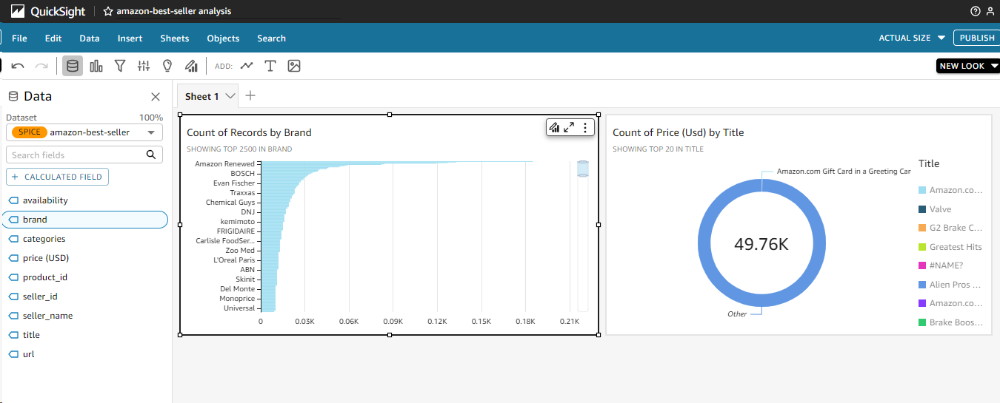 QuickSight
amazon-best-seller analysis
File Edit Data Insert Sheets Objects Search
ACTUAL SIZE
PUBLISH
ADD:
NEW LOOK
Data
Dataset 100%
SPICE amazon-best-seller
Search fields
+ CALCULATED FIELD
availability
brand
categories
price (USD)
product_id
seller_id
seller_name
title
url
Sheet 1
Count of Records by Brand
SHOWING TOP 2500 IN BRAND
Amazon Renewed
BOSCH
Evan Fischer
Traxxas
Chemical Guys
DNJ
kemimoto
FRIGIDAIRE
Carlisle FoodSer...
Zoo Med
L'Oreal Paris
ABN
Skinit
Del Monte
Monoprice
Universal
0 0.03K 0.06K 0.09K 0.12K 0.15K 0.18K 0.21K
Count of Price (Usd) by Title
SHOWING TOP 20 IN TITLE
Amazon.com Gift Card in a Greeting Car
49.76K
Other
Title
Amazon.co...
Valve
G2 Brake C...
Greatest Hits
#NAME?
Alien Pros ...
Amazon.co...
Brake Boos...